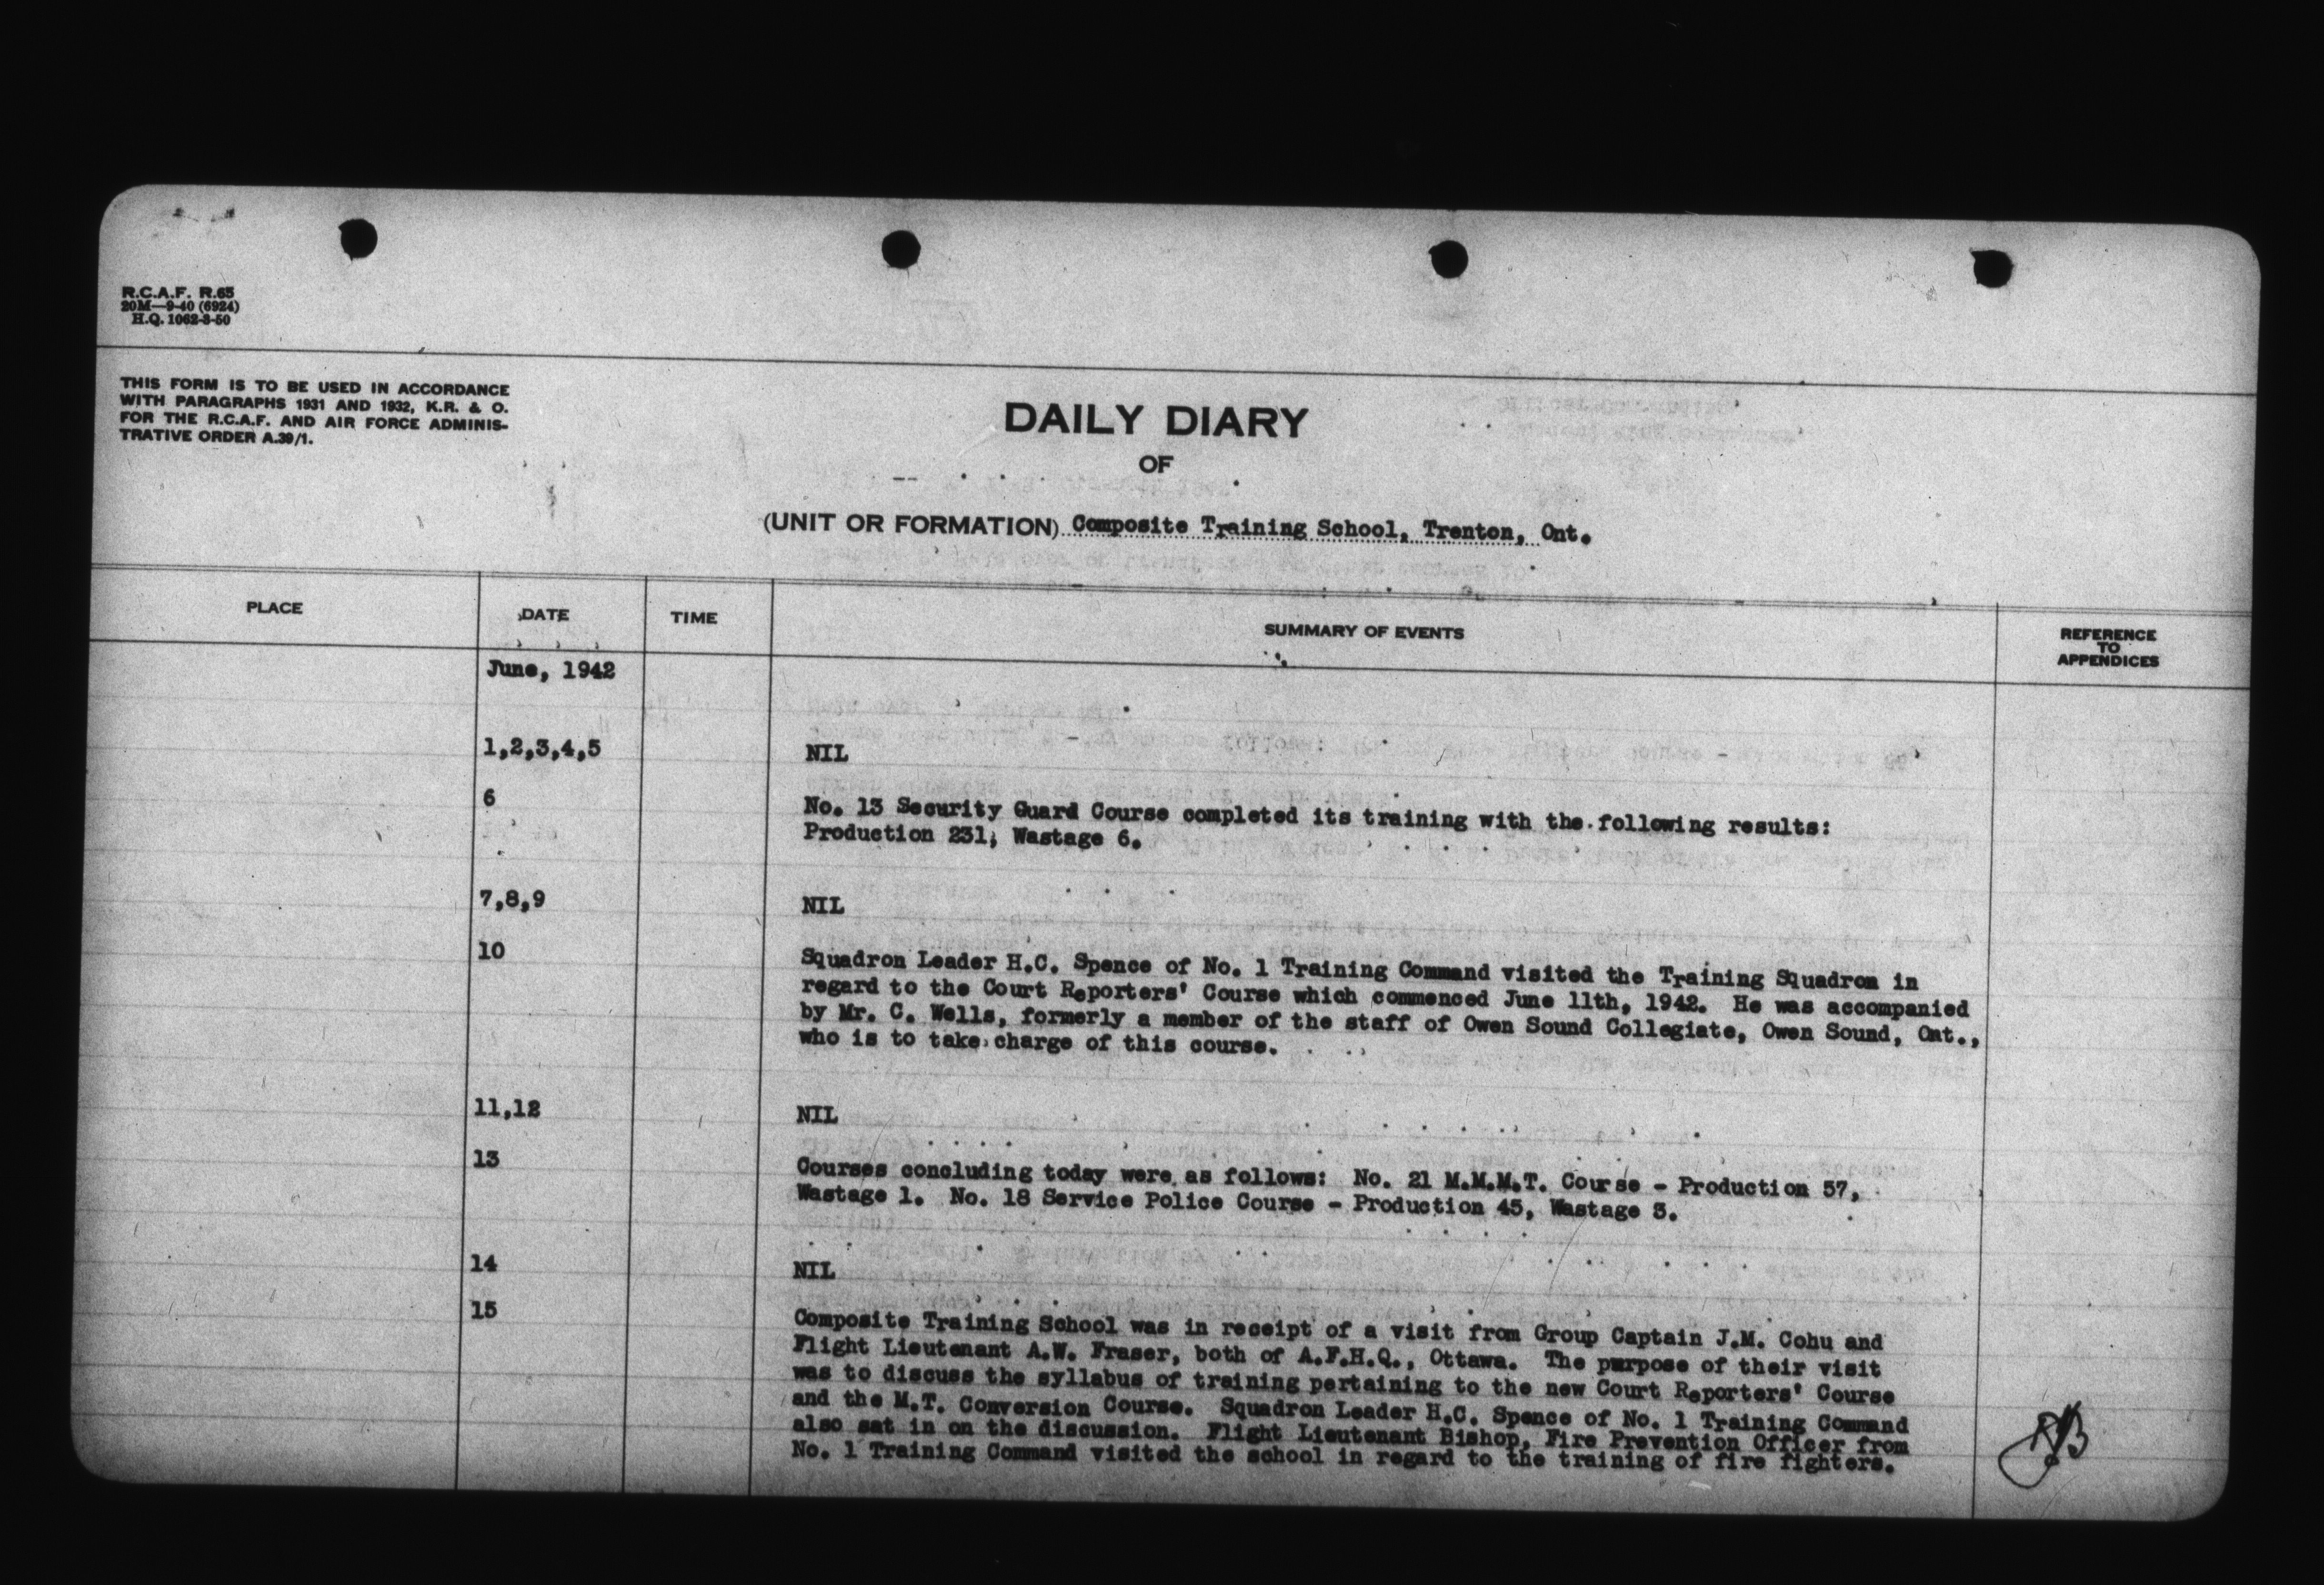 R.C.A.F. R.65
20M—9-40 (6924)
H.Q. 1062-3-50
THIS FORM IS TO BE USED IN ACCORDANCE
WITH PARAGRAPHS 1931 AND 1932, K.R. & O.
FOR THE R.C.A.F. AND AIR FORCE ADMINIS-
TRATIVE ORDER A.39/1.
DAILY DIARY
OF
(UNIT OR FORMATION) Composite Training School, Trenton, Ont.
PLACE DATE TIME SUMMARY OF EVENTS REFERENCE TO APPENDICES
June, 1942
1,2,3,4,5 NIL
6 No. 13 Security Guard Course completed its training with the following results:
Production 231; Wastage 6.
7,8,9 NIL
10 Squadron Leader H.C. Spence of No. 1 Training Command visited the Training Squadron in
regard to the Court Reporters' Course which commenced June 11th, 1942. He was accompanied
by Mr. C. Wells, formerly a member of the staff of Owen Sound Collegiate, Owen Sound, Ont.,
who is to take charge of this course.
11,12 NIL
13 Courses concluding today were as follows: No. 21 M.M.M.T. Course - Production 57,
Wastage 1. No. 18 Service Police Course - Production 45, Wastage 3.
14 NIL
15 Composite Training School was in receipt of a visit from Group Captain J.M. Cohu and
Flight Lieutenant A.W. Fraser, both of A.F.H.Q., Ottawa. The purpose of their visit
was to discuss the syllabus of training pertaining to the new Court Reporters' Course
and the M.T. Conversion Course. Squadron Leader H.C. Spence of No. 1 Training Command
also sat in on the discussion. Flight Lieutenant Bishop, Fire Prevention Officer from
No. 1 Training Command visited the school in regard to the training of fire fighters.